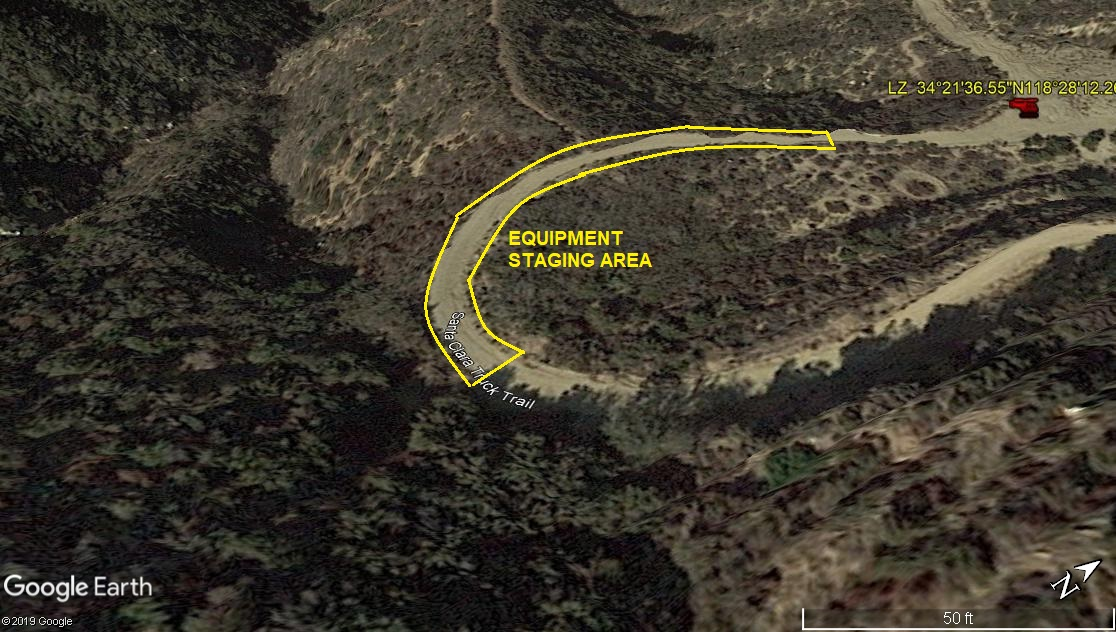 LZ 34°21'36.55"N118°28'12.20
EQUIPMENT
STAGING AREA
Santa Clara Truck Trail
Google Earth
©2019 Google
N
50 ft